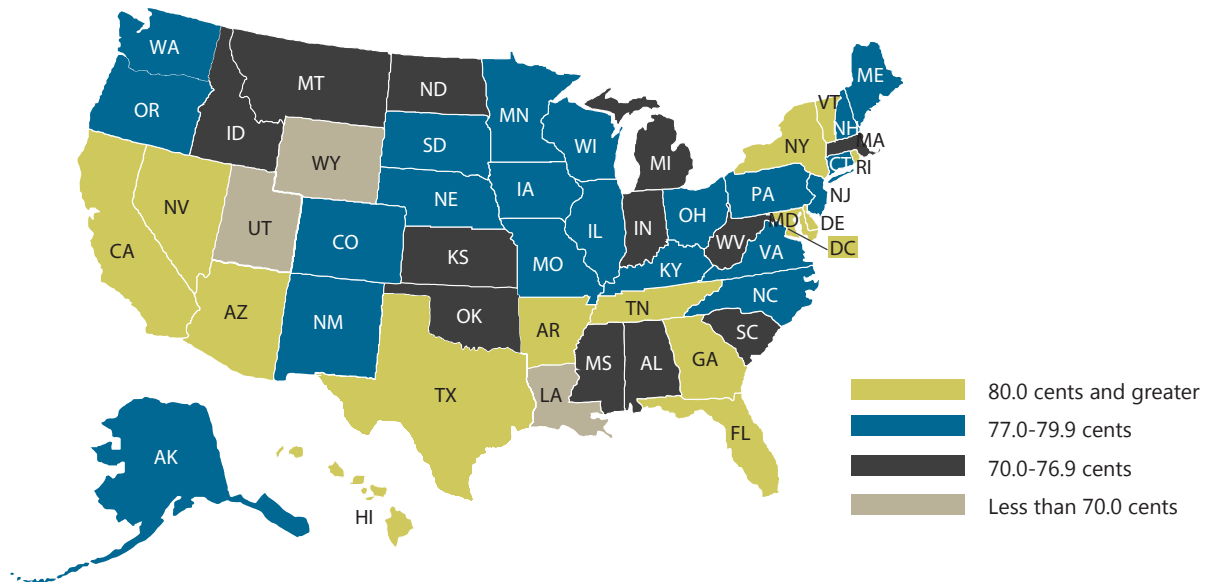 WA
MT
ND
ME
OR
MN
VT
ID
NH
SD
WI
NY
MA
WY
MI
CT
RI
IA
PA
NE
NJ
NV
OH
UT
IL
IN
MD
DE
CO
WV
DC
CA
KS
MO
KY
VA
NC
AZ
OK
TN
NM
AR
SC
MS
AL
GA
TX
LA
FL
AK
HI
80.0 cents and greater
77.0-79.9 cents
70.0-76.9 cents
Less than 70.0 cents